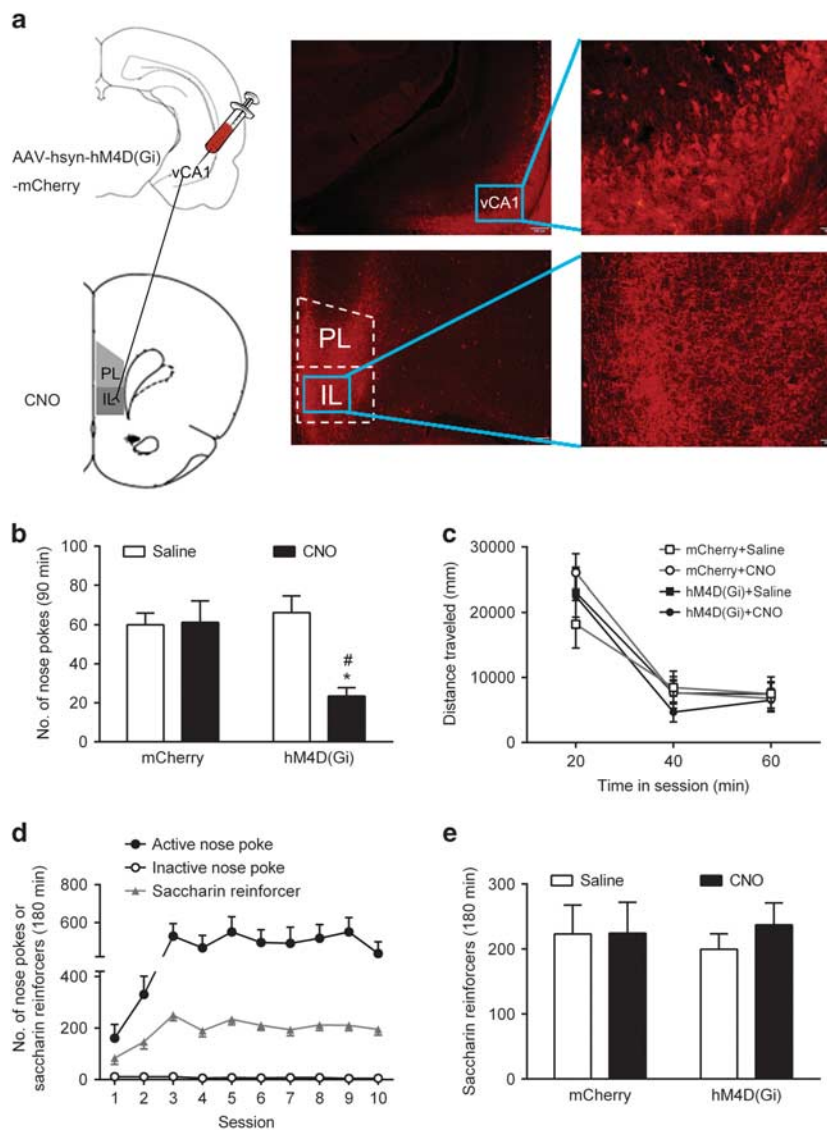 a
AAV-hsyn-hM4D(Gi)
-mCherry
vCA1
vCA1
PL
IL
CNO
PL
IL
b
Saline
CNO
No. of nose pokes (90 min)
100
80
60
40
20
0
#
*
mCherry
hM4D(Gi)
c
mCherry+Saline
mCherry+CNO
hM4D(Gi)+Saline
hM4D(Gi)+CNO
Distance traveled (mm)
30000
20000
10000
0
20
40
60
Time in session (min)
d
Active nose poke
Inactive nose poke
Saccharin reinforcer
No. of nose pokes or
saccharin reinforcers (180 min)
800
600
400
200
0
1 2 3 4 5 6 7 8 9 10
Session
e
Saline
CNO
Saccharin reinforcers (180 min)
300
200
100
0
mCherry
hM4D(Gi)